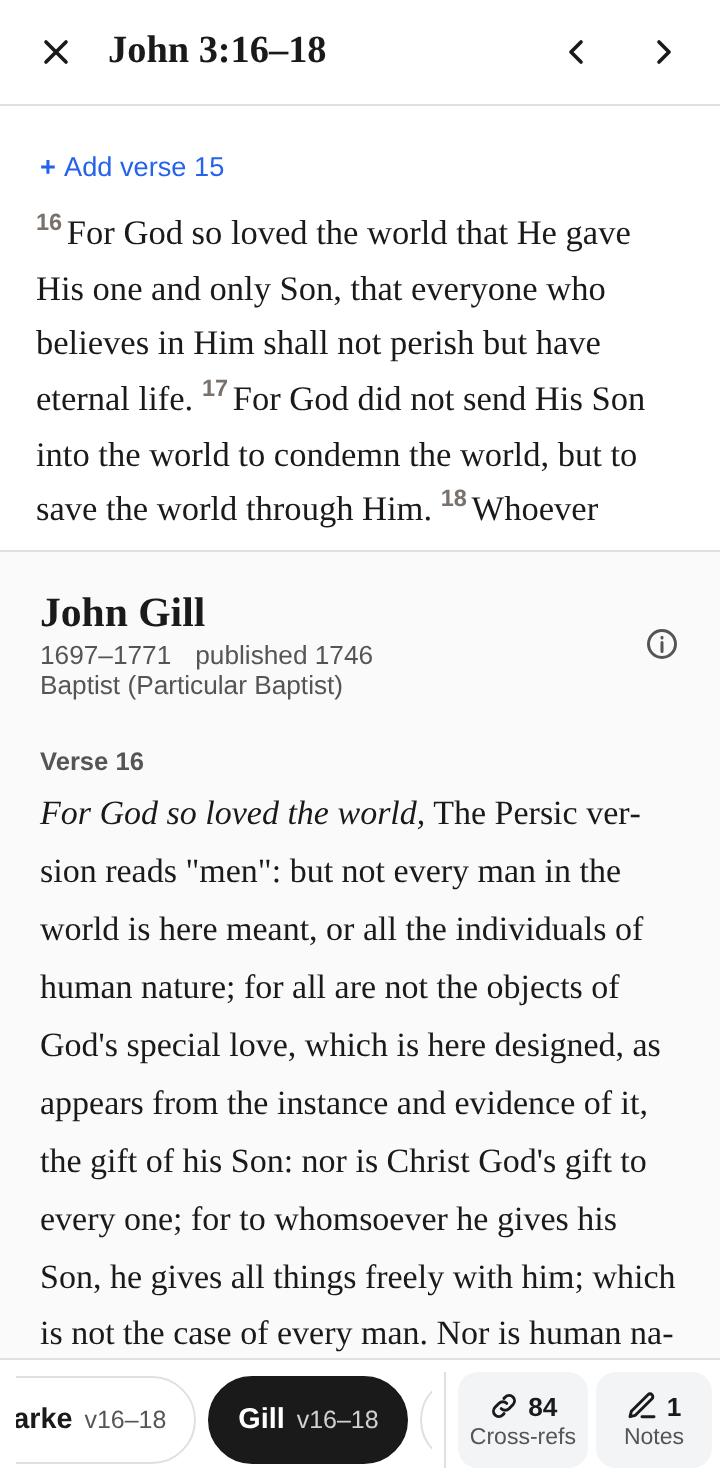 John 3:16–18
+ Add verse 15
16 For God so loved the world that He gave
His one and only Son, that everyone who
believes in Him shall not perish but have
eternal life. 17 For God did not send His Son
into the world to condemn the world, but to
save the world through Him. 18 Whoever
John Gill
1697–1771 published 1746
Baptist (Particular Baptist)
Verse 16
For God so loved the world, The Persic ver-
sion reads "men": but not every man in the
world is here meant, or all the individuals of
human nature; for all are not the objects of
God's special love, which is here designed, as
appears from the instance and evidence of it,
the gift of his Son: nor is Christ God's gift to
every one; for to whomsoever he gives his
Son, he gives all things freely with him; which
is not the case of every man. Nor is human na-
arke v16–18
Gill v16–18
84
Cross-refs
1
Notes